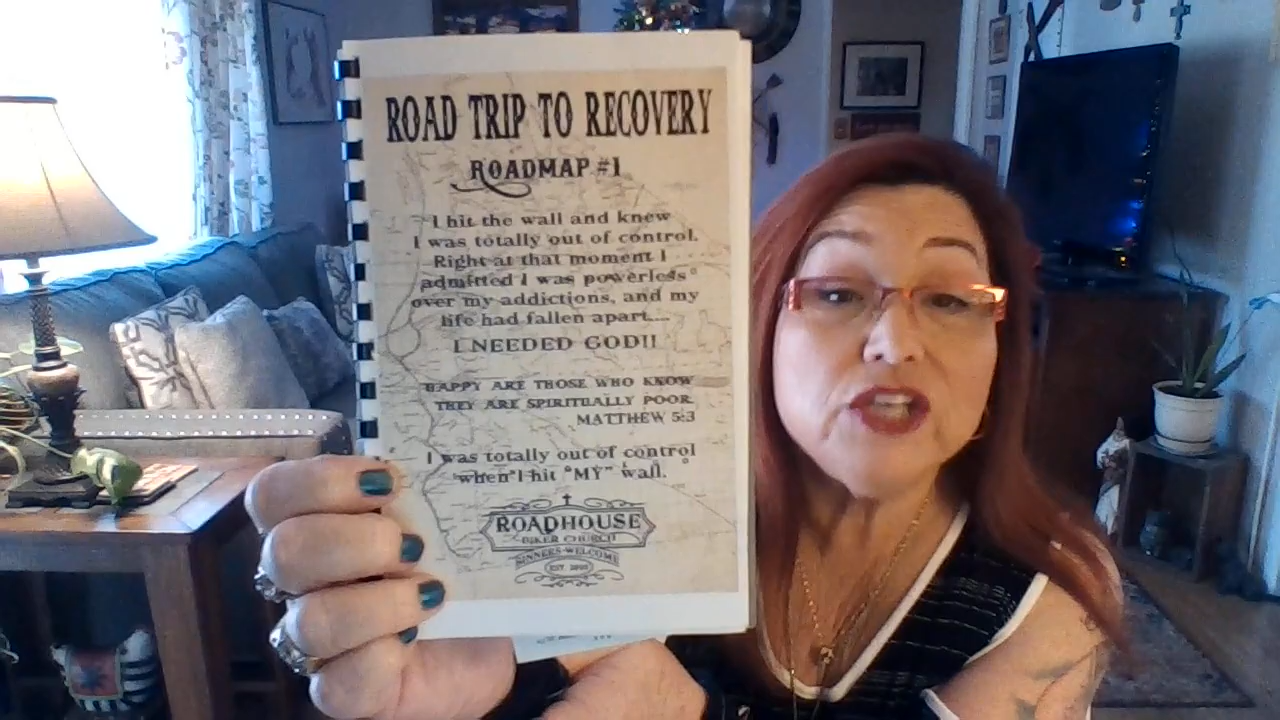 ROAD TRIP TO RECOVERY
ROADMAP #1
I hit the wall and knew
I was totally out of control.
Right at that moment I
admitted I was powerless
over my addictions, and my
life had fallen apart....
I NEEDED GOD!!
HAPPY ARE THOSE WHO KNOW
THEY ARE SPIRITUALLY POOR
MATTHEW 5:3
I was totally out of control
when I hit "MY" wall.
ROADHOUSE
BIKER CHURCH
SINNERS WELCOME
EST.